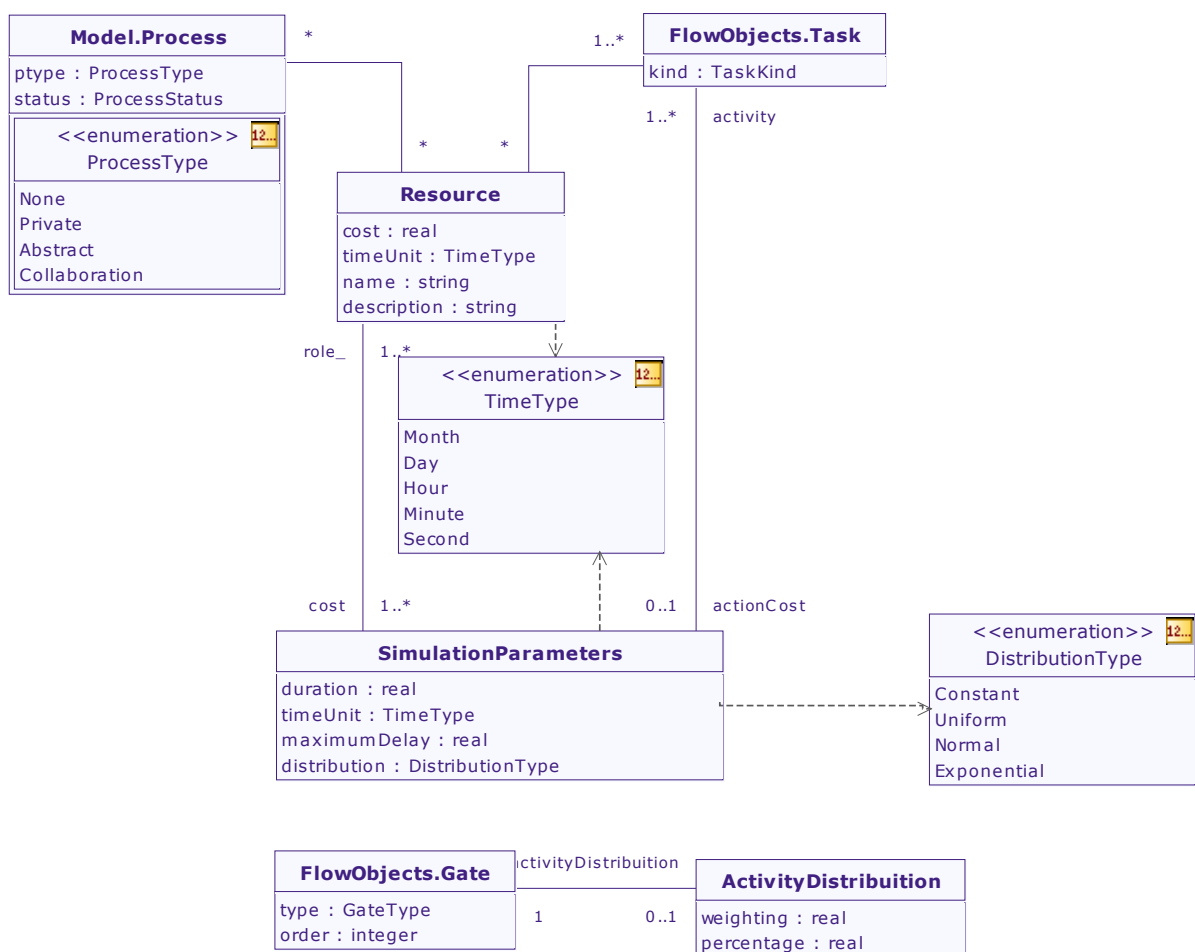 Model.Process
ptype : ProcessType
status : ProcessStatus
<<enumeration>> 12...
ProcessType
None
Private
Abstract
Collaboration
*
*
1..*
*
FlowObjects.Task
kind : TaskKind
1..* activity
Resource
cost : real
timeUnit : TimeType
name : string
description : string
role_ 1..*
<<enumeration>> 12...
TimeType
Month
Day
Hour
Minute
Second
cost 1..*
0..1 actionCost
SimulationParameters
duration : real
timeUnit : TimeType
maximumDelay : real
distribution : DistributionType
<<enumeration>> 12...
DistributionType
Constant
Uniform
Normal
Exponential
FlowObjects.Gate
type : GateType
order : integer
ctivityDistribuition
1
0..1
ActivityDistribuition
weighting : real
percentage : real